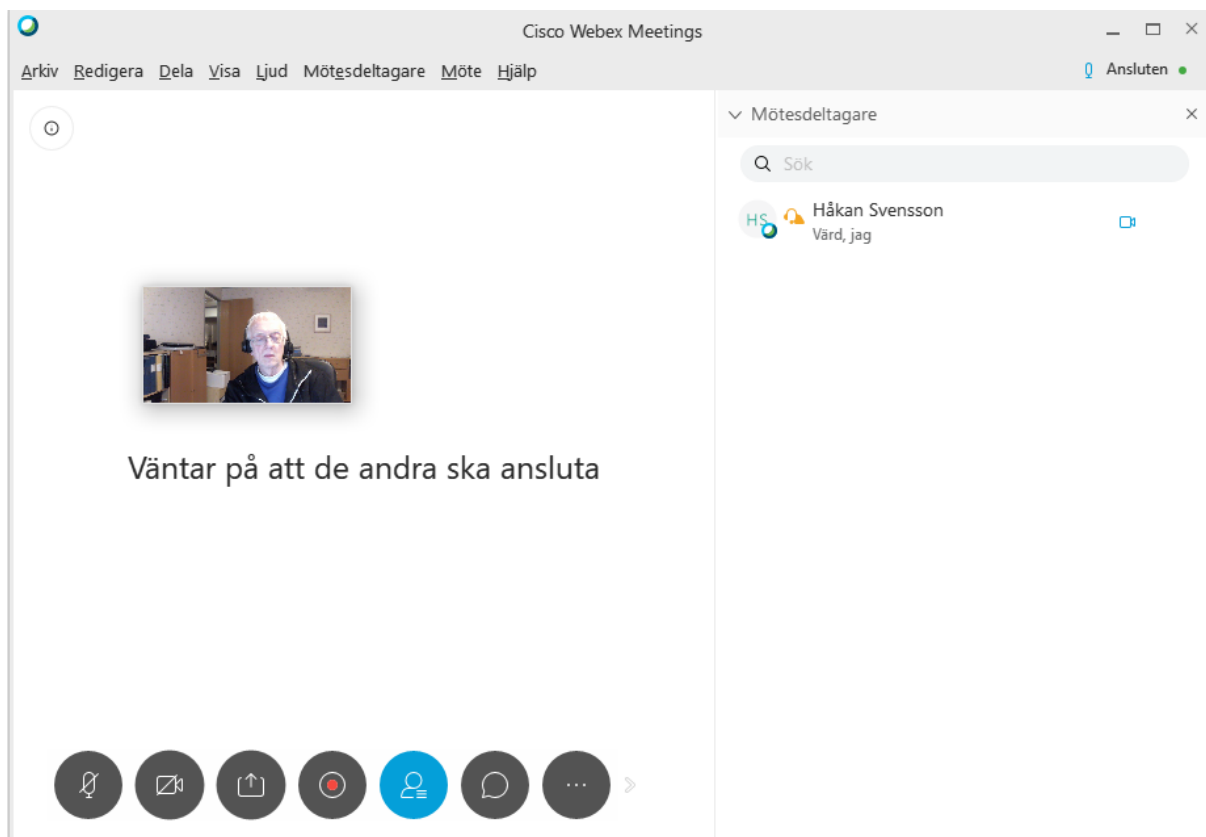 Cisco Webex Meetings
Arkiv Redigera Dela Visa Ljud Mötesdeltagare Möte Hjälp
Ansluten
Mötesdeltagare
Sök
HS
Håkan Svensson
Värd, jag
Väntar på att de andra ska ansluta